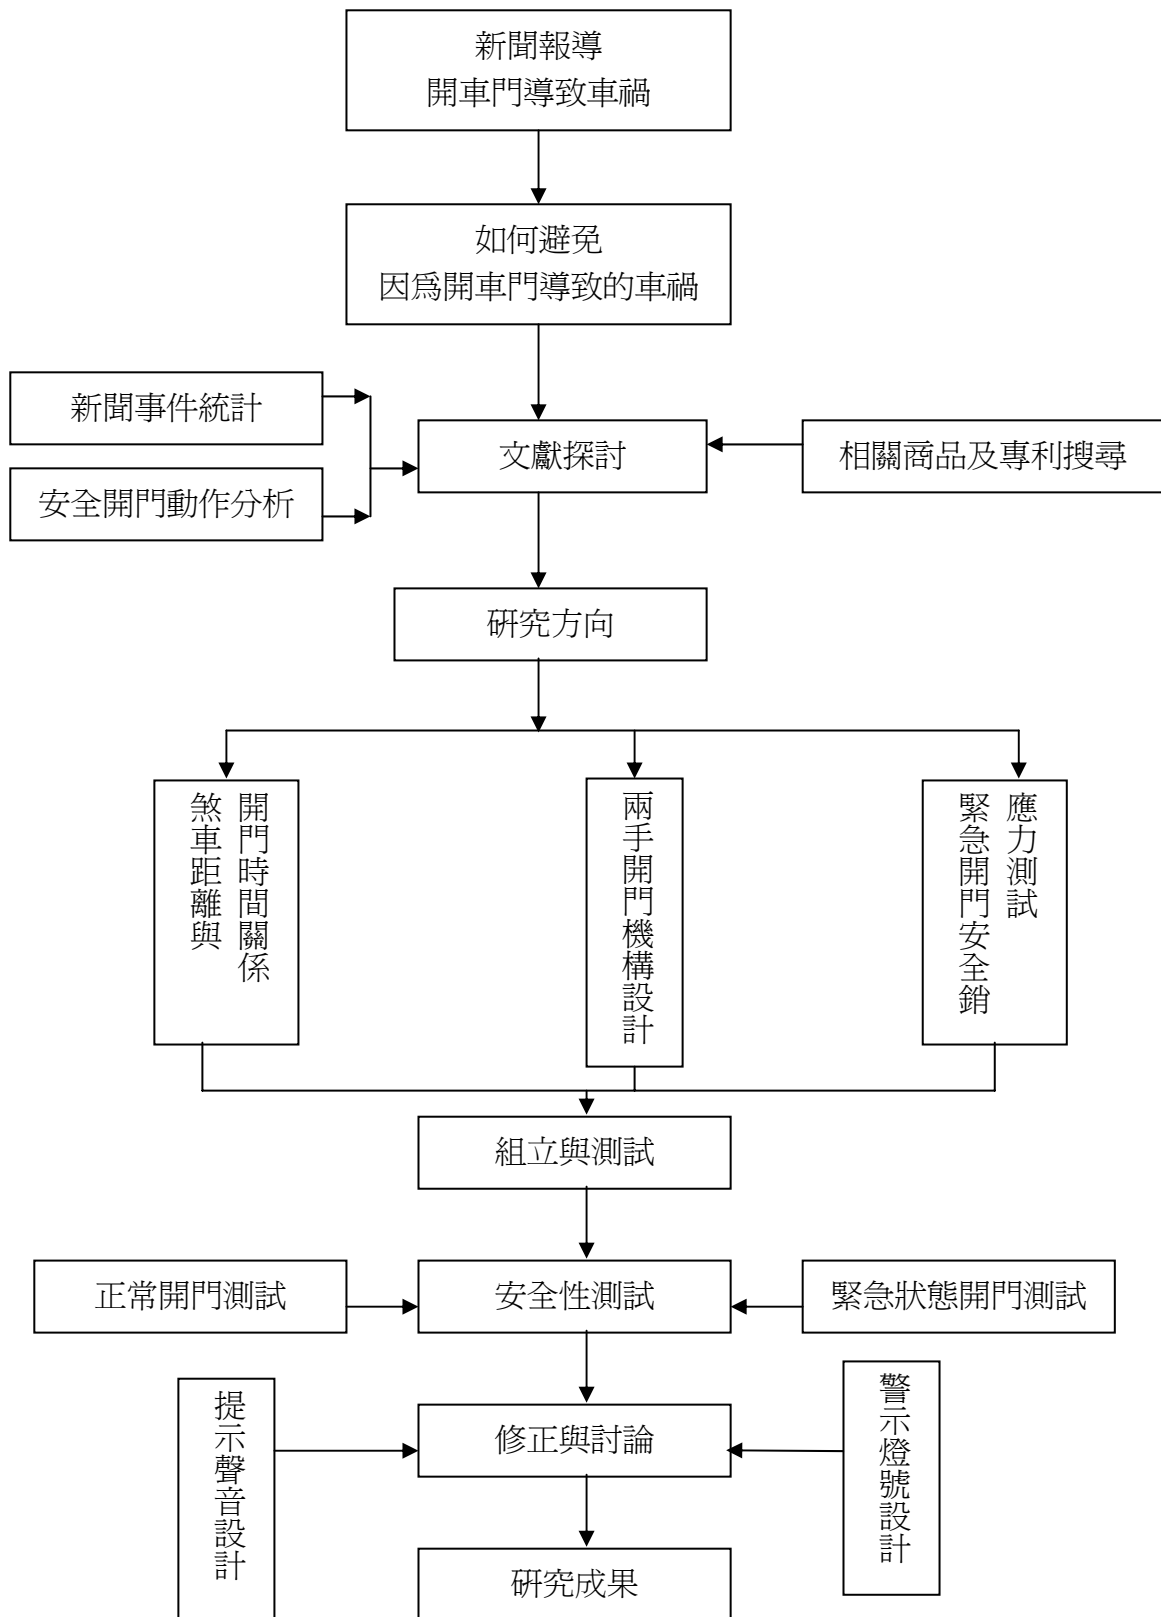 新聞報導
開車門導致車禍
如何避免
因爲開車門導致的車禍
新聞事件統計
安全開門動作分析
文獻探討
相關商品及專利搜尋
硏究方向
煞車距離與
開門時間關係
兩手開門機構設計
緊急開門安全銷
應力測試
組立與測試
正常開門測試
安全性測試
緊急狀態開門測試
提示聲音設計
修正與討論
警示燈號設計
硏究成果